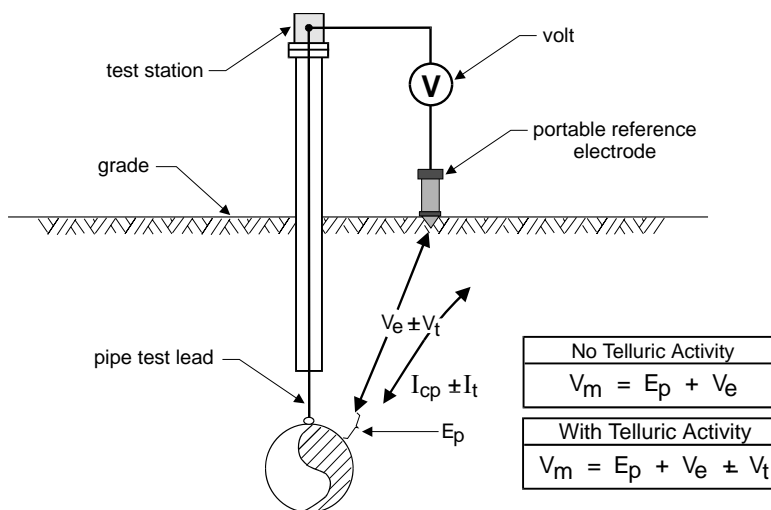 test station
volt
V
portable reference
electrode
grade
Ve ± Vt
pipe test lead
Icp ± It
Ep
No Telluric Activity
Vm = Ep + Ve
With Telluric Activity
Vm = Ep + Ve ± Vt